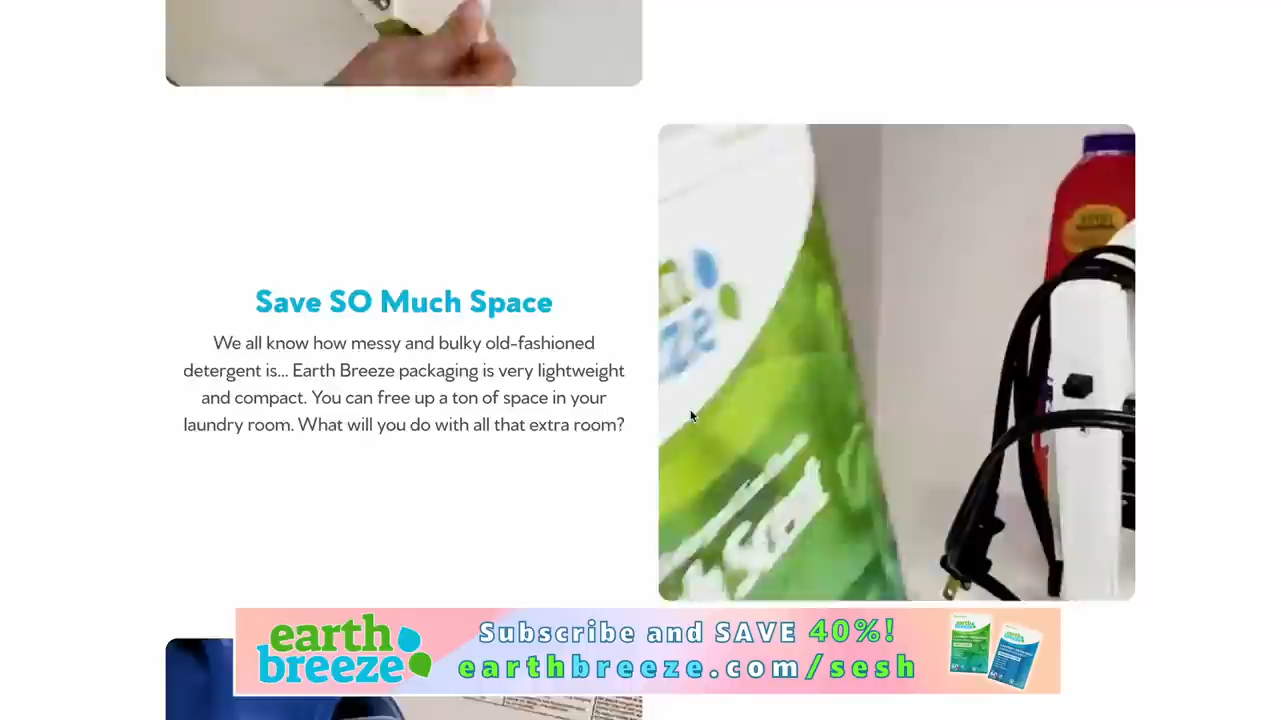 Save SO Much Space
We all know how messy and bulky old-fashioned
detergent is... Earth Breeze packaging is very lightweight
and compact. You can free up a ton of space in your
laundry room. What will you do with all that extra room?
earth
breeze
Subscribe and SAVE 40%!
earthbreeze.com/sesh